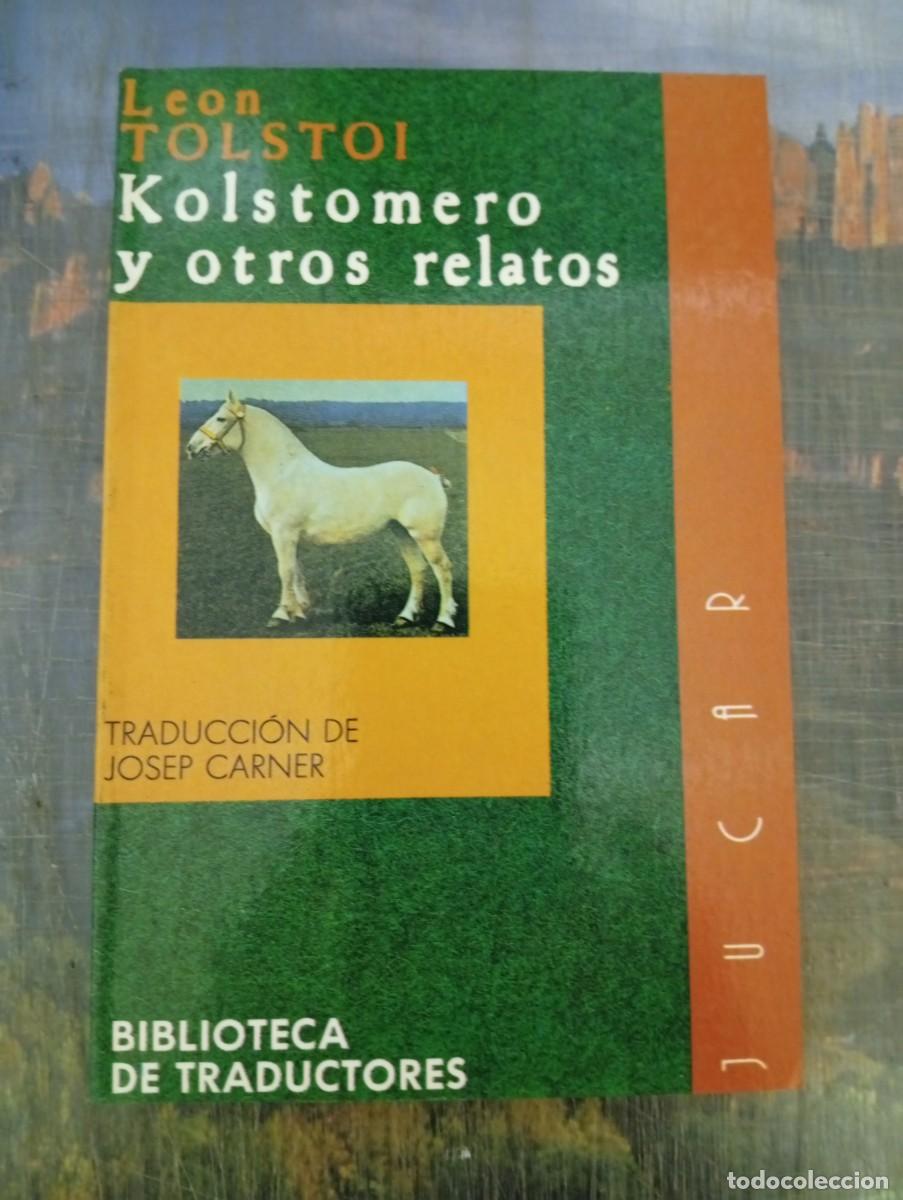 Leon
TOLSTOI
Kolstomero
y otros relatos
TRADUCCIÓN DE
JOSEP CARNER
BIBLIOTECA
DE TRADUCTORES
JUCAR
todocoleccion